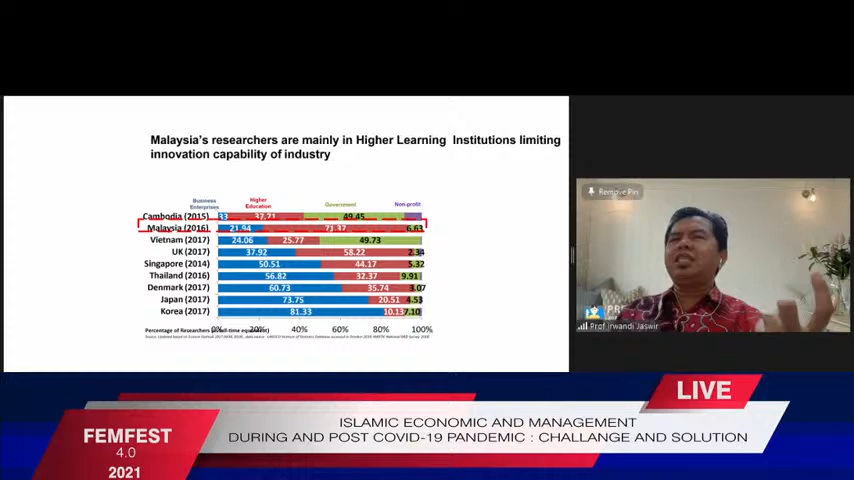 Malaysia's researchers are mainly in Higher Learning Institutions limiting
innovation capability of industry
Business
Enterprises
Higher
Education
Government
Non-profit
Cambodia (2015) 33 37.21 49.45
Malaysia (2016) 21.94 71.37 6.63
Vietnam (2017) 24.06 25.77 49.73
UK (2017) 37.92 58.22 2.34
Singapore (2014) 50.51 44.17 5.32
Thailand (2016) 56.82 32.37 9.91
Denmark (2017) 60.73 35.74 3.07
Japan (2017) 73.75 20.51 4.53
Korea (2017) 81.33 10.13 7.10
0% 20% 40% 60% 80% 100%
Percentage of Researchers
Remove Pin
Prof Irwandi Jaswir
LIVE
ISLAMIC ECONOMIC AND MANAGEMENT
DURING AND POST COVID-19 PANDEMIC : CHALLANGE AND SOLUTION
FEMFEST
4.0
2021